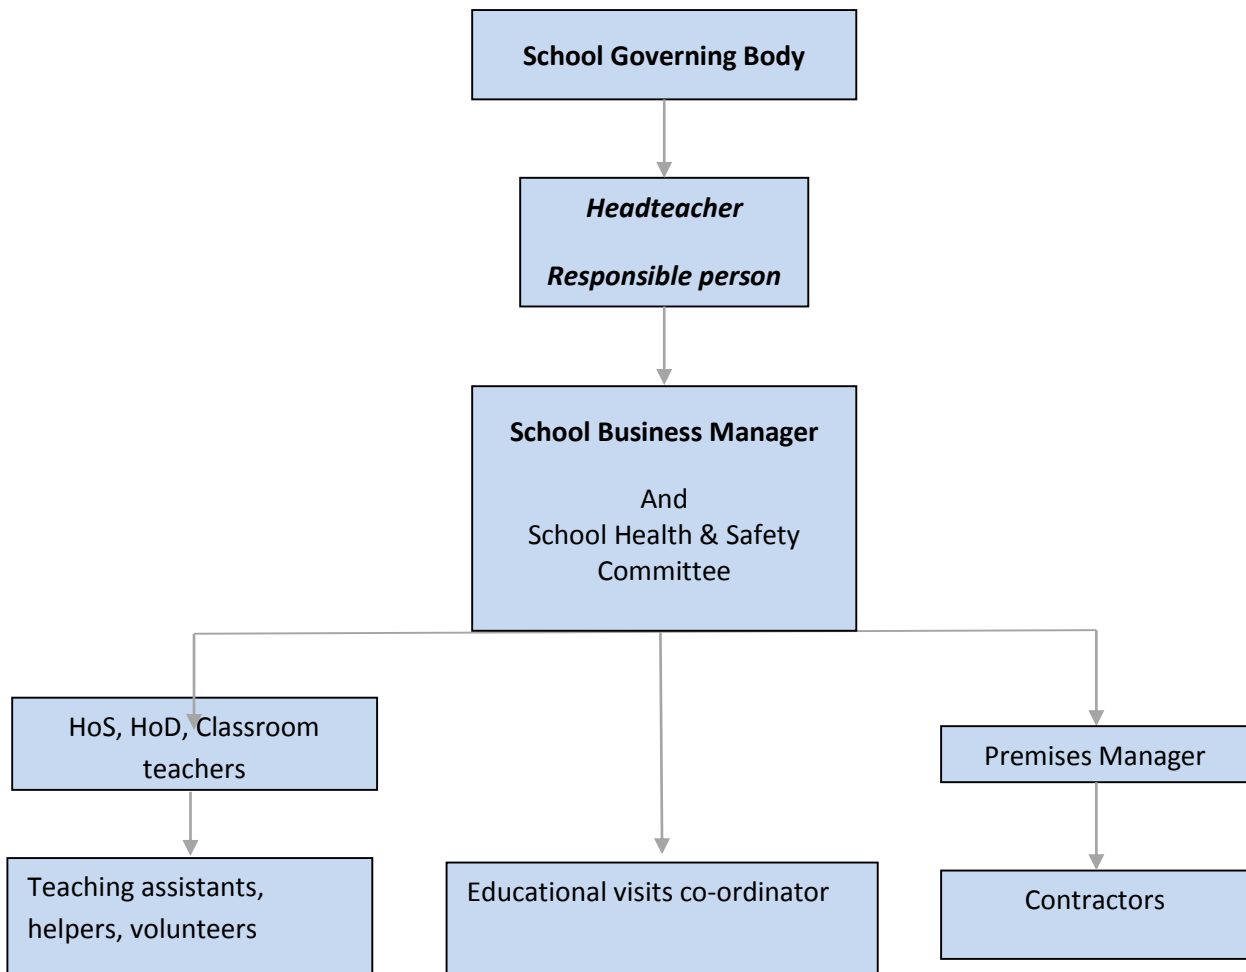 School Governing Body
Headteacher
Responsible person
School Business Manager
And
School Health & Safety
Committee
HoS, HoD, Classroom
teachers
Premises Manager
Teaching assistants,
helpers, volunteers
Educational visits co-ordinator
Contractors